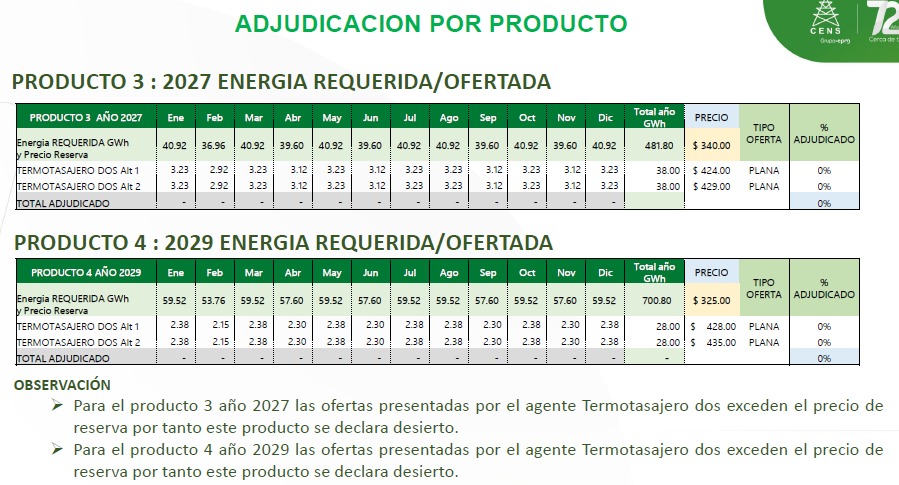 ADJUDICACION POR PRODUCTO
CENS
Grupo·epm
72
Cerca de
PRODUCTO 3 : 2027 ENERGIA REQUERIDA/OFERTADA
PRODUCTO 3 AÑO 2027 Ene Feb Mar Abr May Jun Jul Ago Sep Oct Nov Dic Total año GWh PRECIO TIPO OFERTA % ADJUDICADO
Energia REQUERIDA GWh y Precio Reserva 40.92 36.96 40.92 39.60 40.92 39.60 40.92 40.92 39.60 40.92 39.60 40.92 481.80 $ 340.00
TERMOTASAJERO DOS Alt 1 3.23 2.92 3.23 3.12 3.23 3.12 3.23 3.23 3.12 3.23 3.12 3.23 38.00 $ 424.00 PLANA 0%
TERMOTASAJERO DOS Alt 2 3.23 2.92 3.23 3.12 3.23 3.12 3.23 3.23 3.12 3.23 3.12 3.23 38.00 $ 429.00 PLANA 0%
TOTAL ADJUDICADO - - - - - - - - - - - - 0%
PRODUCTO 4 : 2029 ENERGIA REQUERIDA/OFERTADA
PRODUCTO 4 AÑO 2029 Ene Feb Mar Abr May Jun Jul Ago Sep Oct Nov Dic Total año GWh PRECIO TIPO OFERTA % ADJUDICADO
Energia REQUERIDA GWh y Precio Reserva 59.52 53.76 59.52 57.60 59.52 57.60 59.52 59.52 57.60 59.52 57.60 59.52 700.80 $ 325.00
TERMOTASAJERO DOS Alt 1 2.38 2.15 2.38 2.30 2.38 2.30 2.38 2.38 2.30 2.38 2.30 2.38 28.00 $ 428.00 PLANA 0%
TERMOTASAJERO DOS Alt 2 2.38 2.15 2.38 2.30 2.38 2.30 2.38 2.38 2.30 2.38 2.30 2.38 28.00 $ 435.00 PLANA 0%
TOTAL ADJUDICADO - - - - - - - - - - - - - 0%
OBSERVACIÓN
➢ Para el producto 3 año 2027 las ofertas presentadas por el agente Termotasajero dos exceden el precio de
reserva por tanto este producto se declara desierto.
➢ Para el producto 4 año 2029 las ofertas presentadas por el agente Termotasajero dos exceden el precio de
reserva por tanto este producto se declara desierto.